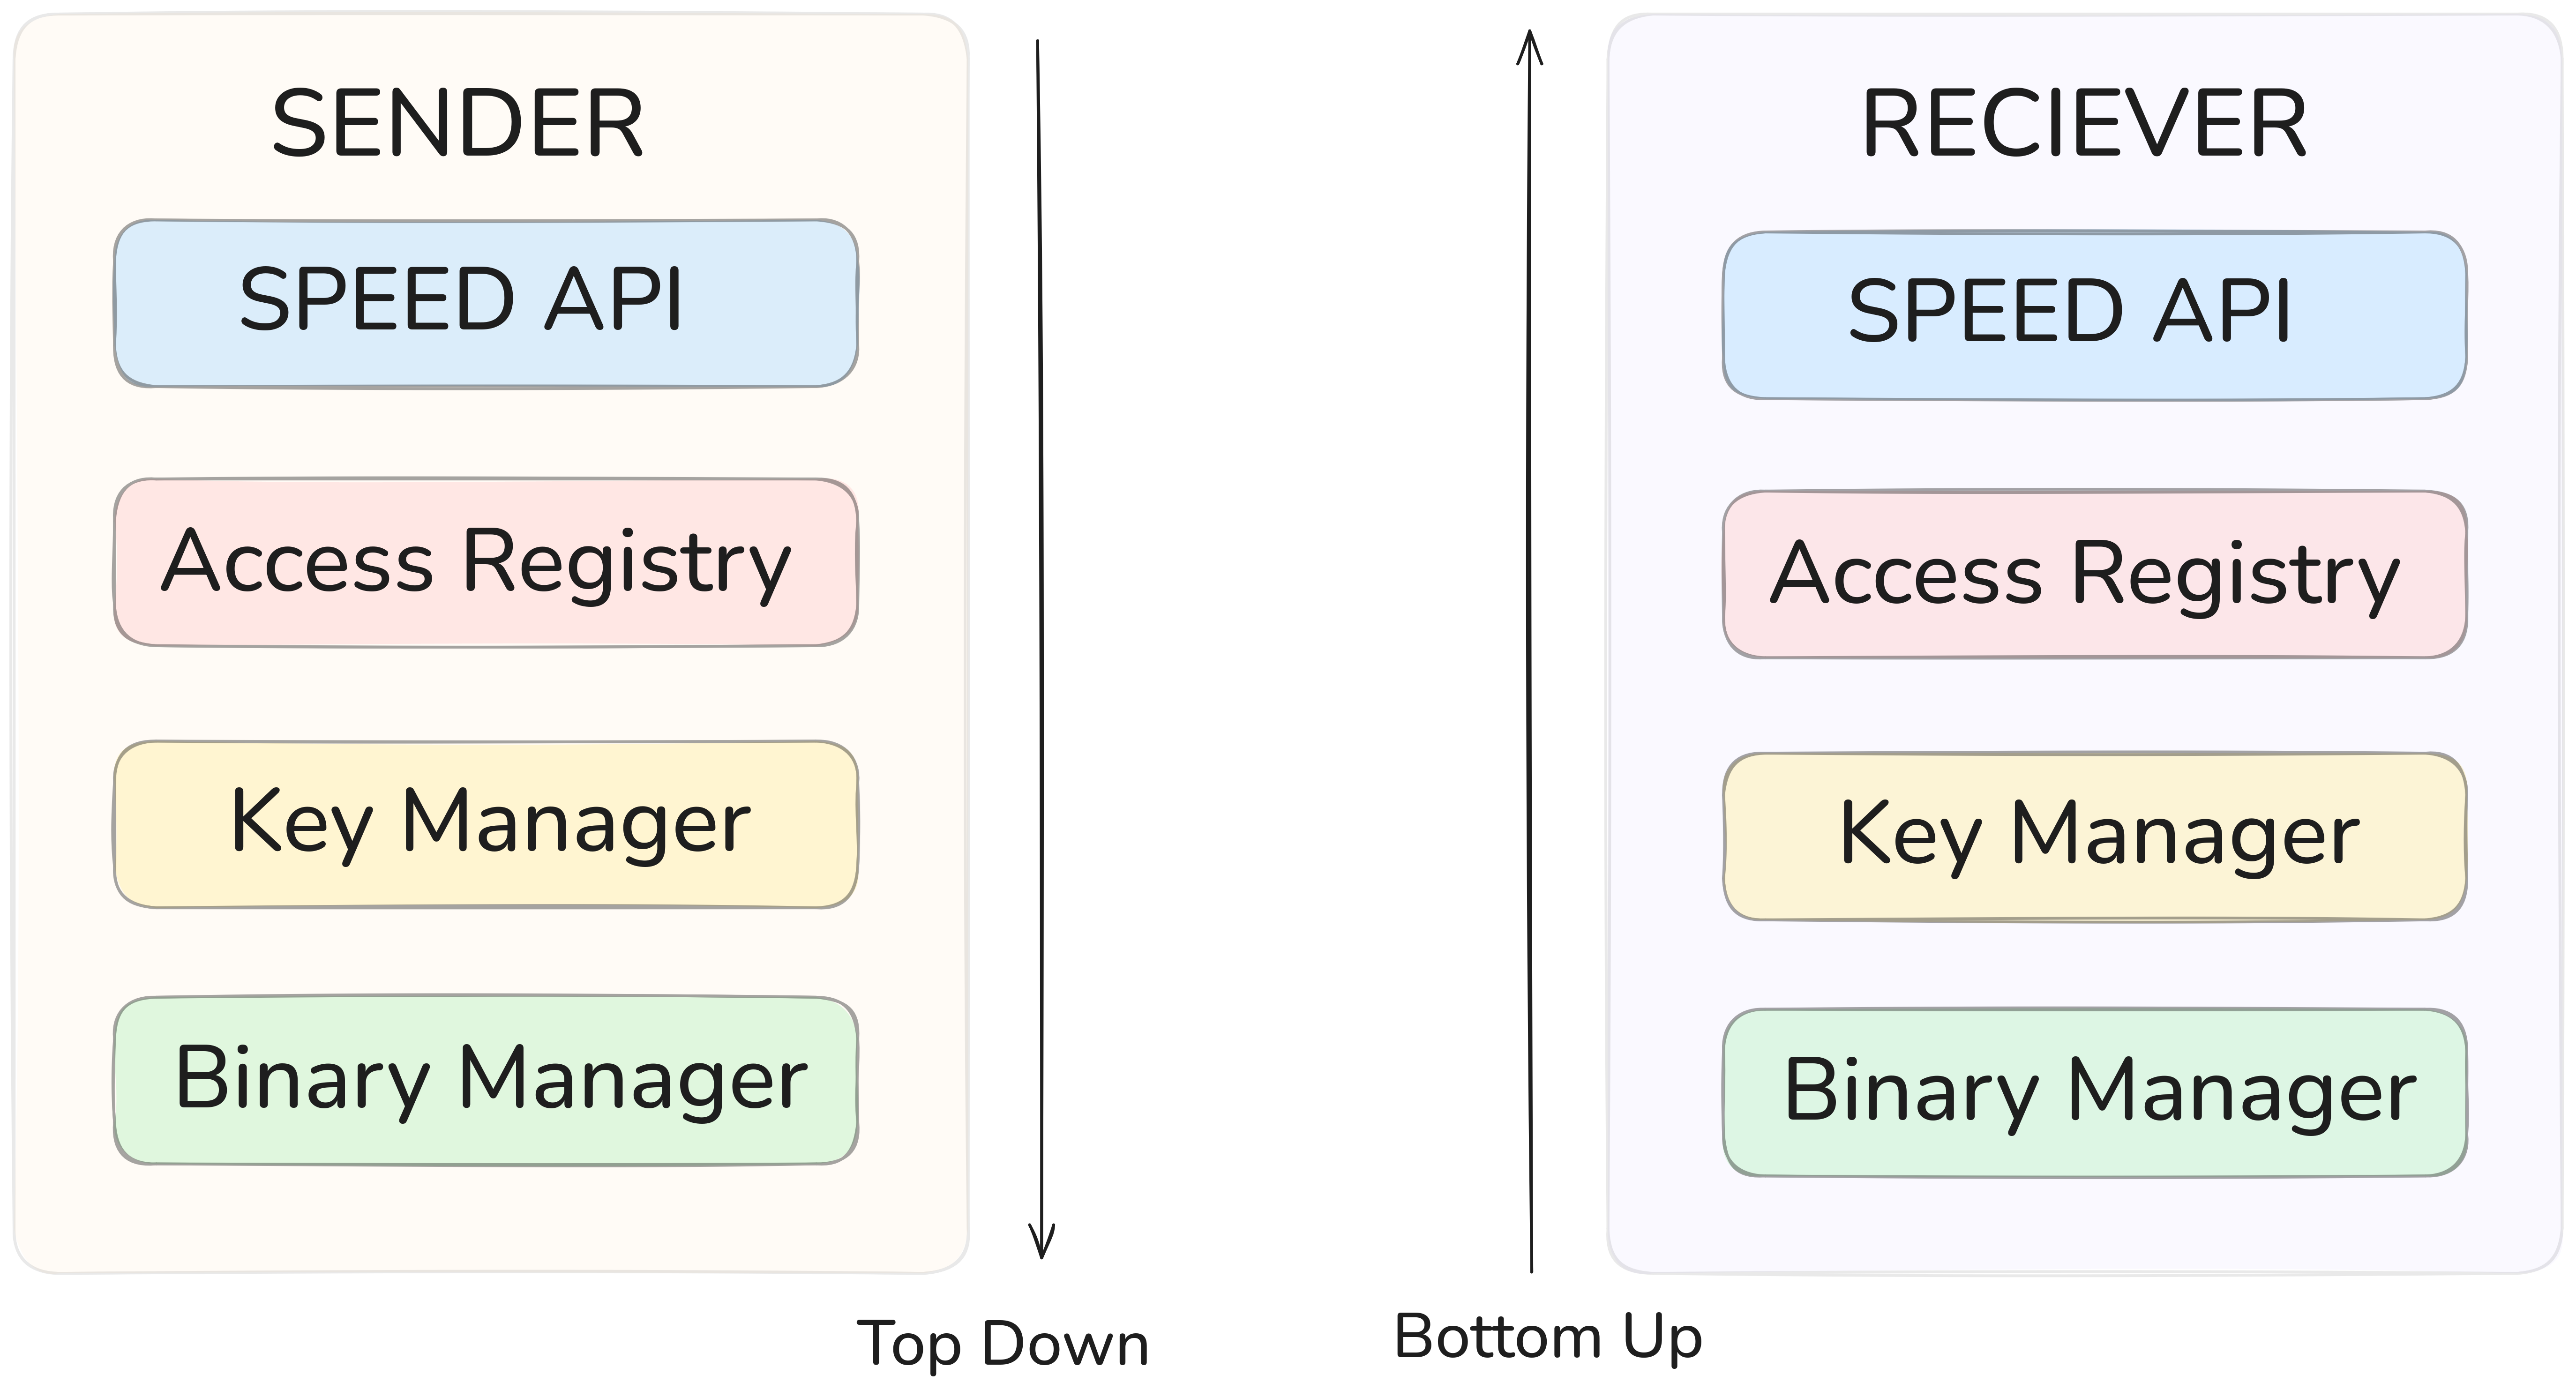 SENDER
SPEED API
Access Registry
Key Manager
Binary Manager
Top Down
RECIEVER
SPEED API
Access Registry
Key Manager
Binary Manager
Bottom Up